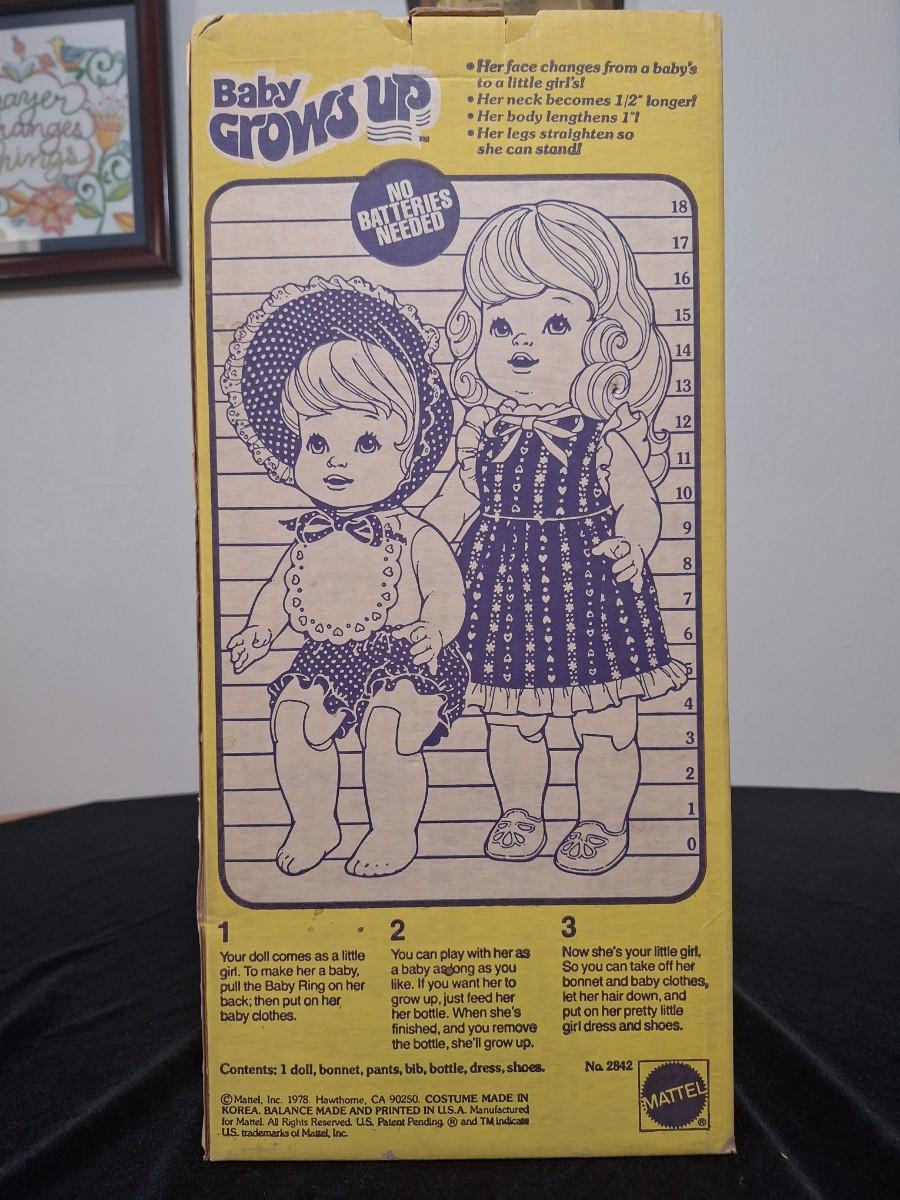 ayer
hanges
hings
Baby
Grows Up™
• Her face changes from a baby's
to a little girl's!
• Her neck becomes 1/2" longer!
• Her body lengthens 1"!
• Her legs straighten so
she can stand!
NO
BATTERIES
NEEDED
18
17
16
15
14
13
12
11
10
9
8
7
6
5
4
3
2
1
0
1
Your doll comes as a little
girl. To make her a baby,
pull the Baby Ring on her
back; then put on her
baby clothes.
2
You can play with her as
a baby as long as you
like. If you want her to
grow up, just feed her
her bottle. When she's
finished, and you remove
the bottle, she'll grow up.
3
Now she's your little girl,
So you can take off her
bonnet and baby clothes,
let her hair down, and
put on her pretty little
girl dress and shoes.
Contents: 1 doll, bonnet, pants, bib, bottle, dress, shoes.
No. 2842
MATTEL
®
© Mattel, Inc. 1978. Hawthorne, CA 90250. COSTUME MADE IN
KOREA. BALANCE MADE AND PRINTED IN U.S.A. Manufactured
for Mattel. All Rights Reserved. U.S. Patent Pending. ® and TM indicate
U.S. trademarks of Mattel, Inc.